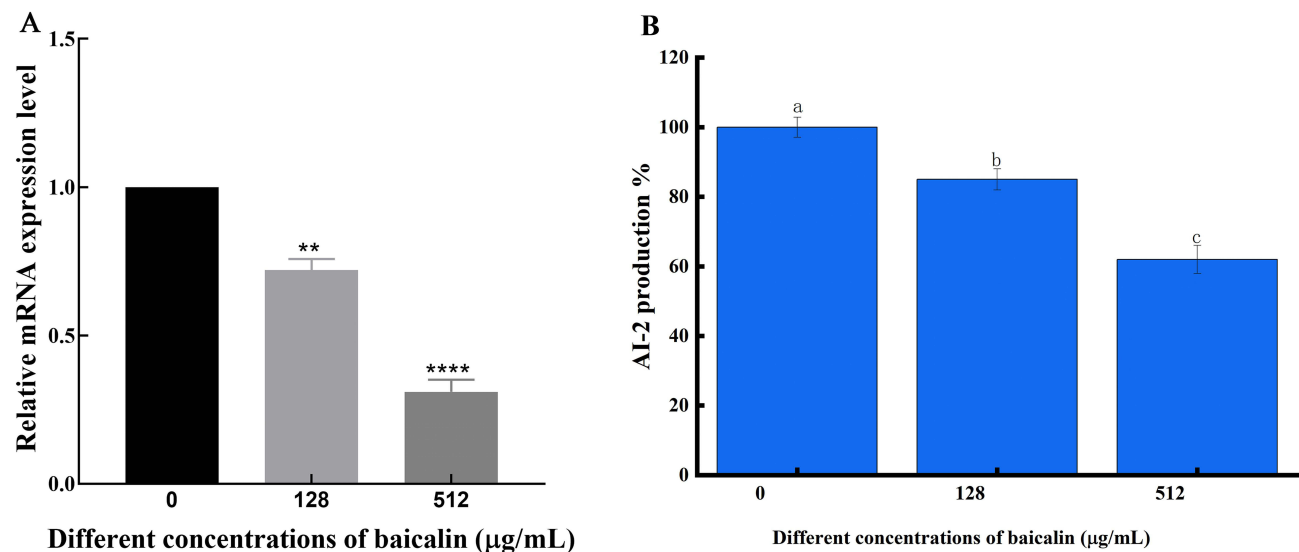 A
Relative mRNA expression level
1.5
1.0
0.5
0.0
**
****
0 128 512
Different concentrations of baicalin (μg/mL)
B
AI-2 production %
120
100
80
60
40
20
0
a
b
c
0 128 512
Different concentrations of baicalin (μg/mL)